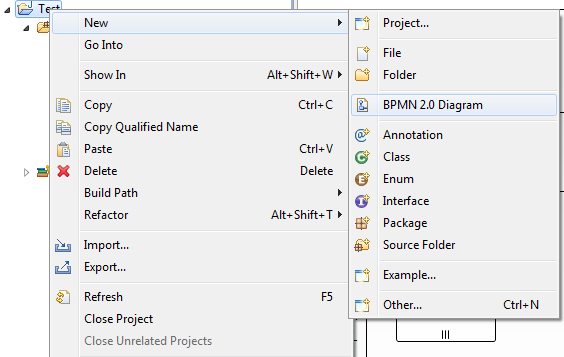 Test
New
Go Into
Show In Alt+Shift+W
Copy Ctrl+C
Copy Qualified Name
Paste Ctrl+V
Delete Delete
Build Path
Refactor Alt+Shift+T
Import...
Export...
Refresh F5
Close Project
Close Unrelated Projects
Project...
File
Folder
BPMN 2.0 Diagram
Annotation
Class
Enum
Interface
Package
Source Folder
Example...
Other... Ctrl+N